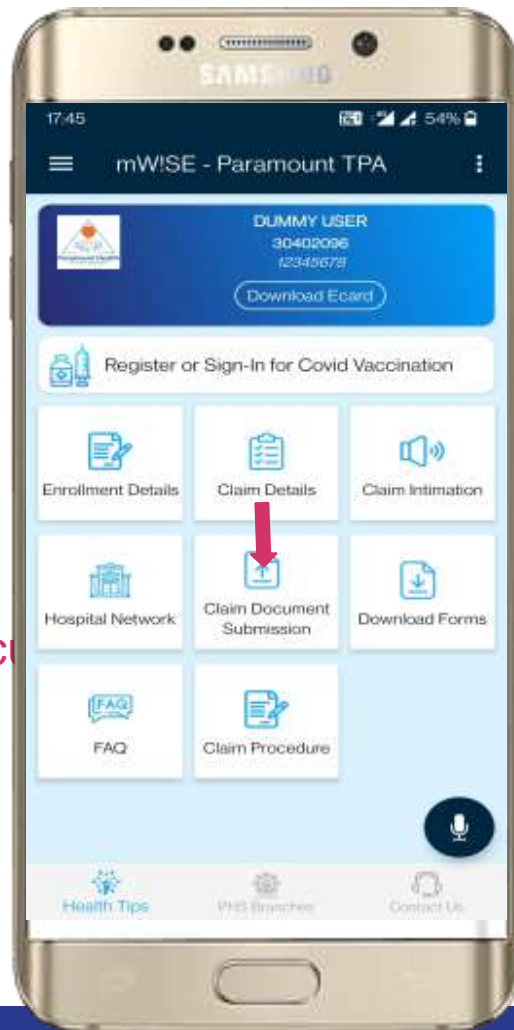 SAMS
17:45
54%
mW!SE - Paramount TPA
DUMMY USER
30402096
12345678
Download Ecard
Register or Sign-In for Covid Vaccination
Enrollment Details
Claim Details
Claim Intimation
Hospital Network
Claim Document
Submission
Download Forms
FAQ
FAQ
Claim Procedure
Health Tips
PHS Branches
Contact Us